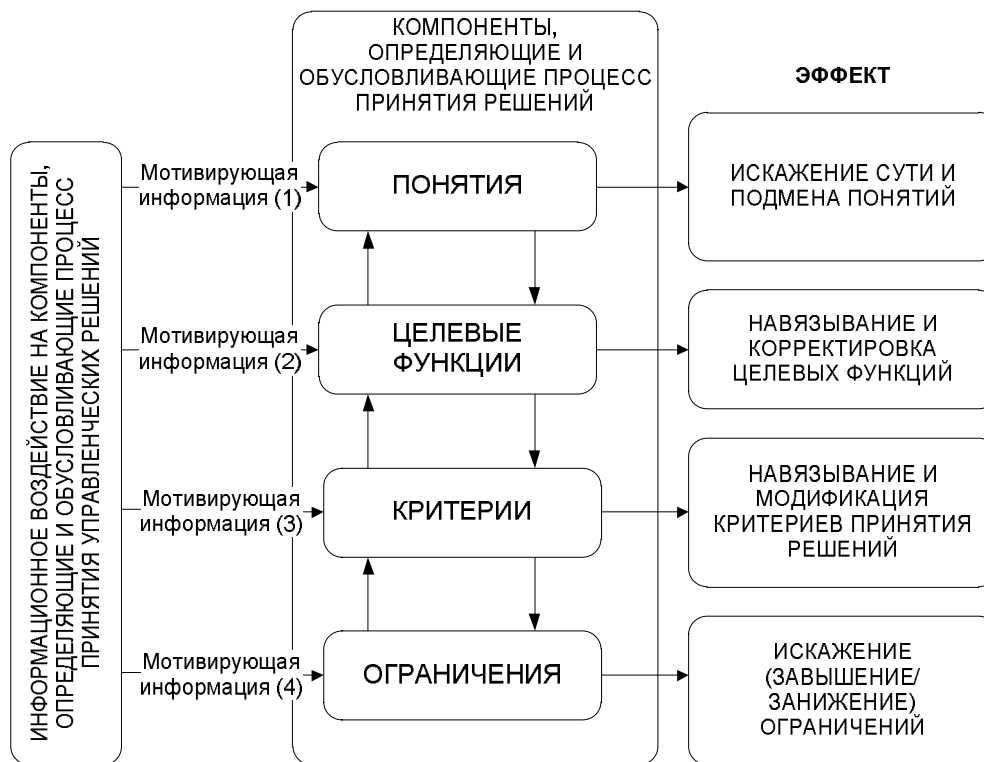 КОМПОНЕНТЫ,
ОПРЕДЕЛЯЮЩИЕ И
ОБУСЛОВЛИВАЮЩИЕ ПРОЦЕСС
ПРИНЯТИЯ РЕШЕНИЙ
ЭФФЕКТ
ИНФОРМАЦИОННОЕ ВОЗДЕЙСТВИЕ НА КОМПОНЕНТЫ,
ОПРЕДЕЛЯЮЩИЕ И ОБУСЛОВЛИВАЮЩИЕ ПРОЦЕСС
ПРИНЯТИЯ УПРАВЛЕНЧЕСКИХ РЕШЕНИЙ
Мотивирующая
информация (1)
ПОНЯТИЯ
ИСКАЖЕНИЕ СУТИ И
ПОДМЕНА ПОНЯТИЙ
Мотивирующая
информация (2)
ЦЕЛЕВЫЕ
ФУНКЦИИ
НАВЯЗЫВАНИЕ И
КОРРЕКТИРОВКА
ЦЕЛЕВЫХ ФУНКЦИЙ
Мотивирующая
информация (3)
КРИТЕРИИ
НАВЯЗЫВАНИЕ И
МОДИФИКАЦИЯ
КРИТЕРИЕВ ПРИНЯТИЯ
РЕШЕНИЙ
Мотивирующая
информация (4)
ОГРАНИЧЕНИЯ
ИСКАЖЕНИЕ
(ЗАВЫШЕНИЕ/
ЗАНИЖЕНИЕ)
ОГРАНИЧЕНИЙ